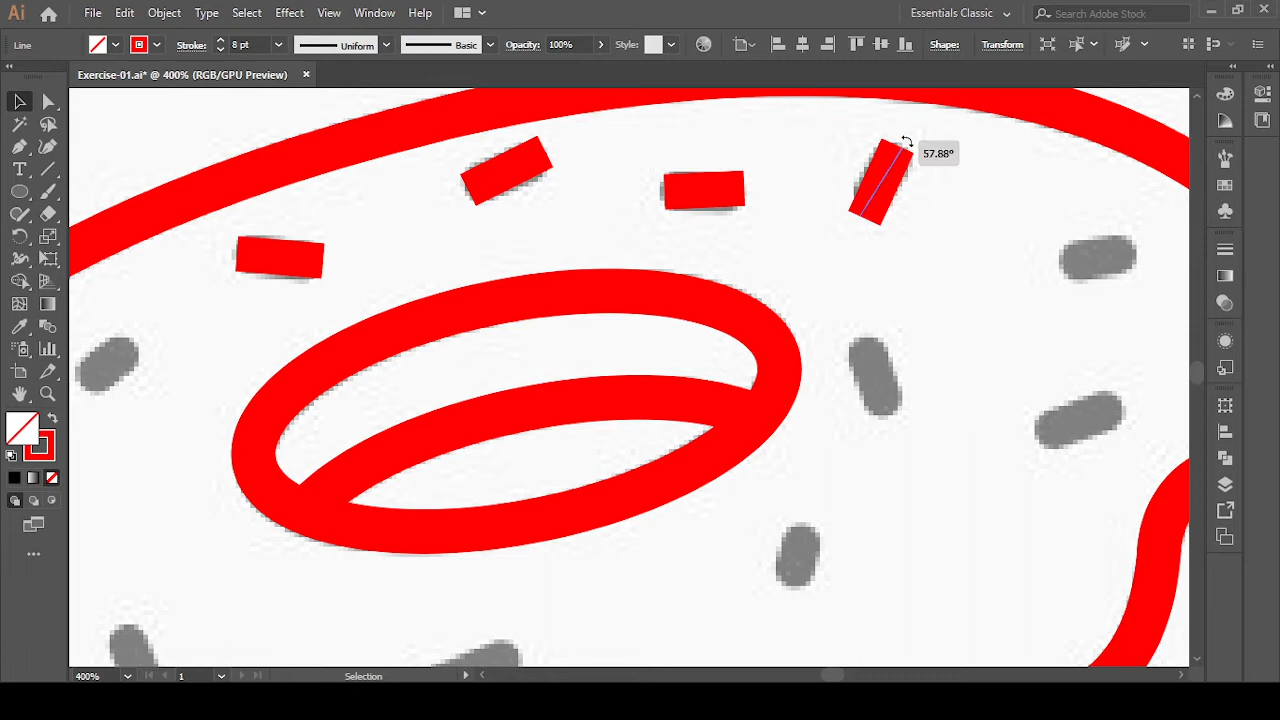 Ai File Edit Object Type Select Effect View Window Help Essentials Classic Search Adobe Stock
Line Stroke: 8 pt Uniform Basic Opacity: 100% Style: Shape: Transform
Exercise-01.ai* @ 400% (RGB/GPU Preview) ×
57.88°
400% 1 Selection